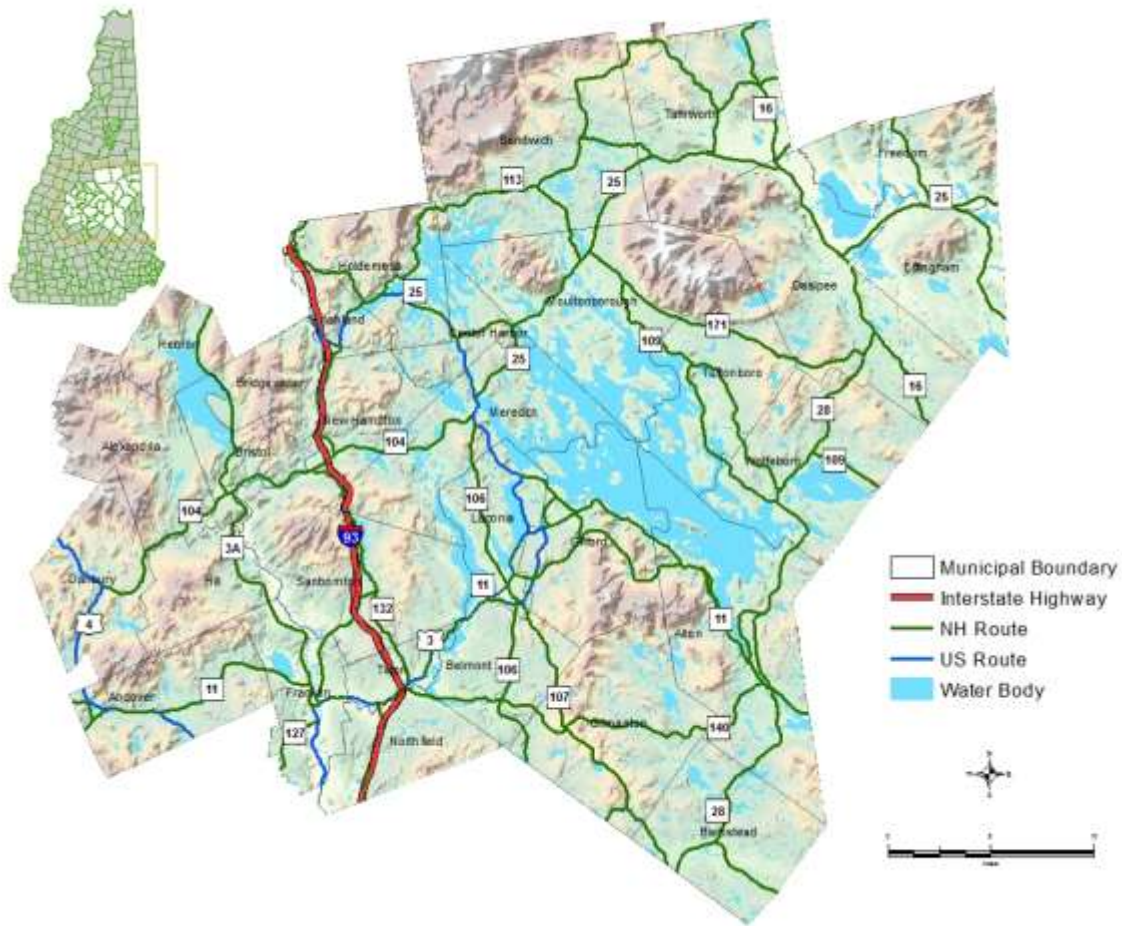 16
Tamworth
Sandwich
Freedom
113
25
25
Effingham
Holderness
Ossipee
25
Moultonborough
Ashland
Center Harbor
171
109
Hebron
25
Tuftonboro
16
Bridgewater
28
Meredith
New Hampton
104
Alexandria
Bristol
Wolfeboro
109
106
104
Laconia
93
Gilford
3A
Municipal Boundary
Danbury
Hill
Sanbornton
11
Interstate Highway
132
11
NH Route
4
3
Alton
Tilton
Belmont
106
US Route
11
Franklin
Andover
107
Water Body
Gilmanton
140
127
Northfield
28
Barnstead